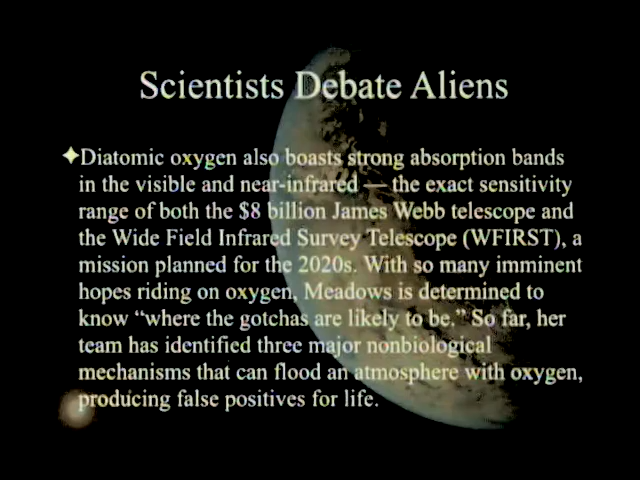 Scientists Debate Aliens
✦Diatomic oxygen also boasts strong absorption bands
in the visible and near-infrared — the exact sensitivity
range of both the $8 billion James Webb telescope and
the Wide Field Infrared Survey Telescope (WFIRST), a
mission planned for the 2020s. With so many imminent
hopes riding on oxygen, Meadows is determined to
know “where the gotchas are likely to be.” So far, her
team has identified three major nonbiological
mechanisms that can flood an atmosphere with oxygen,
producing false positives for life.